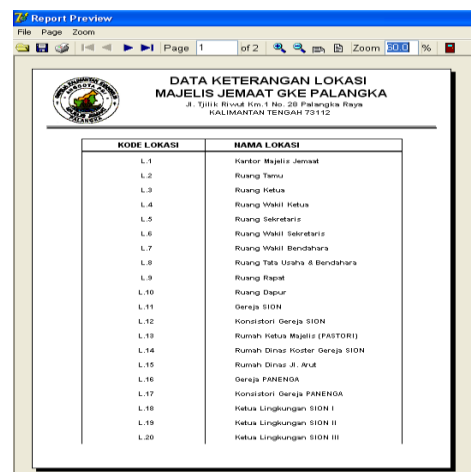 Report Preview
File Page Zoom
Page 1 of 2 Zoom 60.0 %
DATA KETERANGAN LOKASI
MAJELIS JEMAAT GKE PALANGKA
Jl. Tjilik Riwut Km.1 No. 20 Palangka Raya
KALIMANTAN TENGAH 73112
KODE LOKASI NAMA LOKASI
L.1 Kantor Majelis Jemaat
L.2 Ruang Tamu
L.3 Ruang Ketua
L.4 Ruang Wakil Ketua
L.5 Ruang Sekretaris
L.6 Ruang Wakil Sekretaris
L.7 Ruang Wakil Bendahara
L.8 Ruang Tata Usaha & Bendahara
L.9 Ruang Rapat
L.10 Ruang Dapur
L.11 Gereja SION
L.12 Konsistori Gereja SION
L.13 Rumah Ketua Majelis (PASTORI)
L.14 Rumah Dinas Koster Gereja SION
L.15 Rumah Dinas Jl. Arut
L.16 Gereja PANENGA
L.17 Konsistori Gereja PANENGA
L.18 Ketua Lingkungan SION I
L.19 Ketua Lingkungan SION II
L.20 Ketua Lingkungan SION III